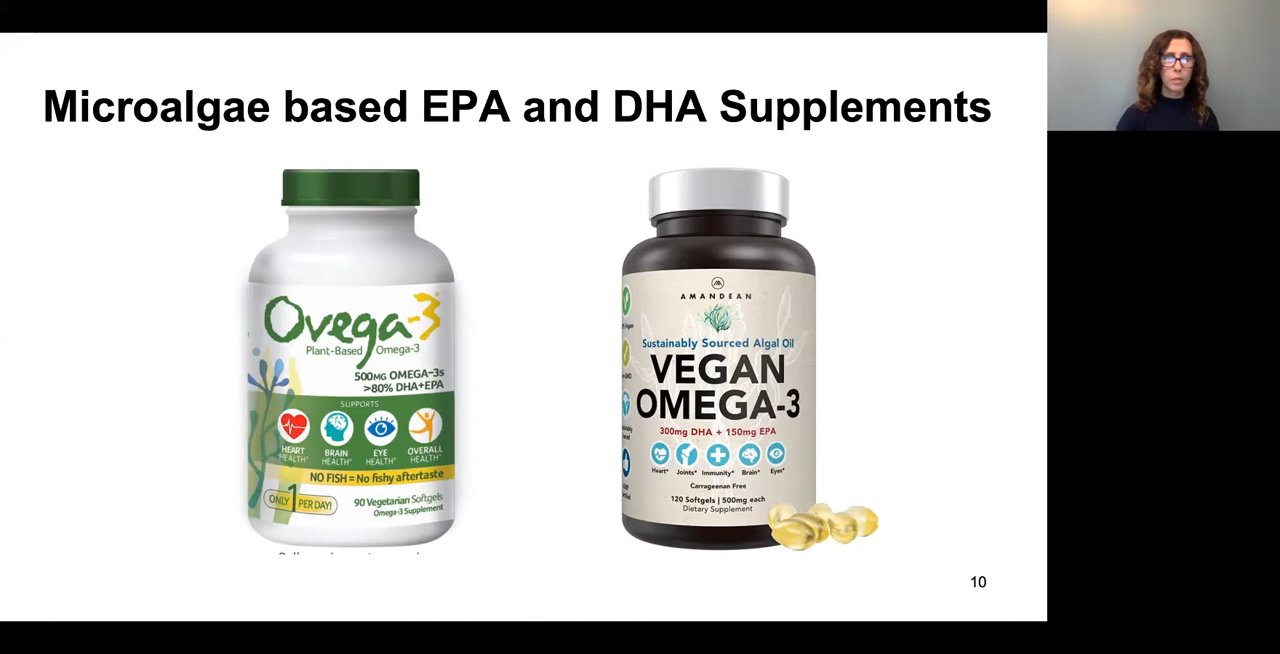 Microalgae based EPA and DHA Supplements
Ovega-3
Plant-Based Omega-3
500MG OMEGA-3s
>80% DHA+EPA
SUPPORTS
HEART HEALTH*
BRAIN HEALTH*
EYE HEALTH*
OVERALL HEALTH*
NO FISH = No fishy aftertaste
ONLY 1 PER DAY!
90 Vegetarian Softgels
Omega-3 Supplement
AMANDEAN
Sustainably Sourced Algal Oil
VEGAN
OMEGA-3
300mg DHA + 150mg EPA
Heart* Joints* Immunity* Brain* Eyes*
Carrageenan Free
120 Softgels | 500mg each
Dietary Supplement
10